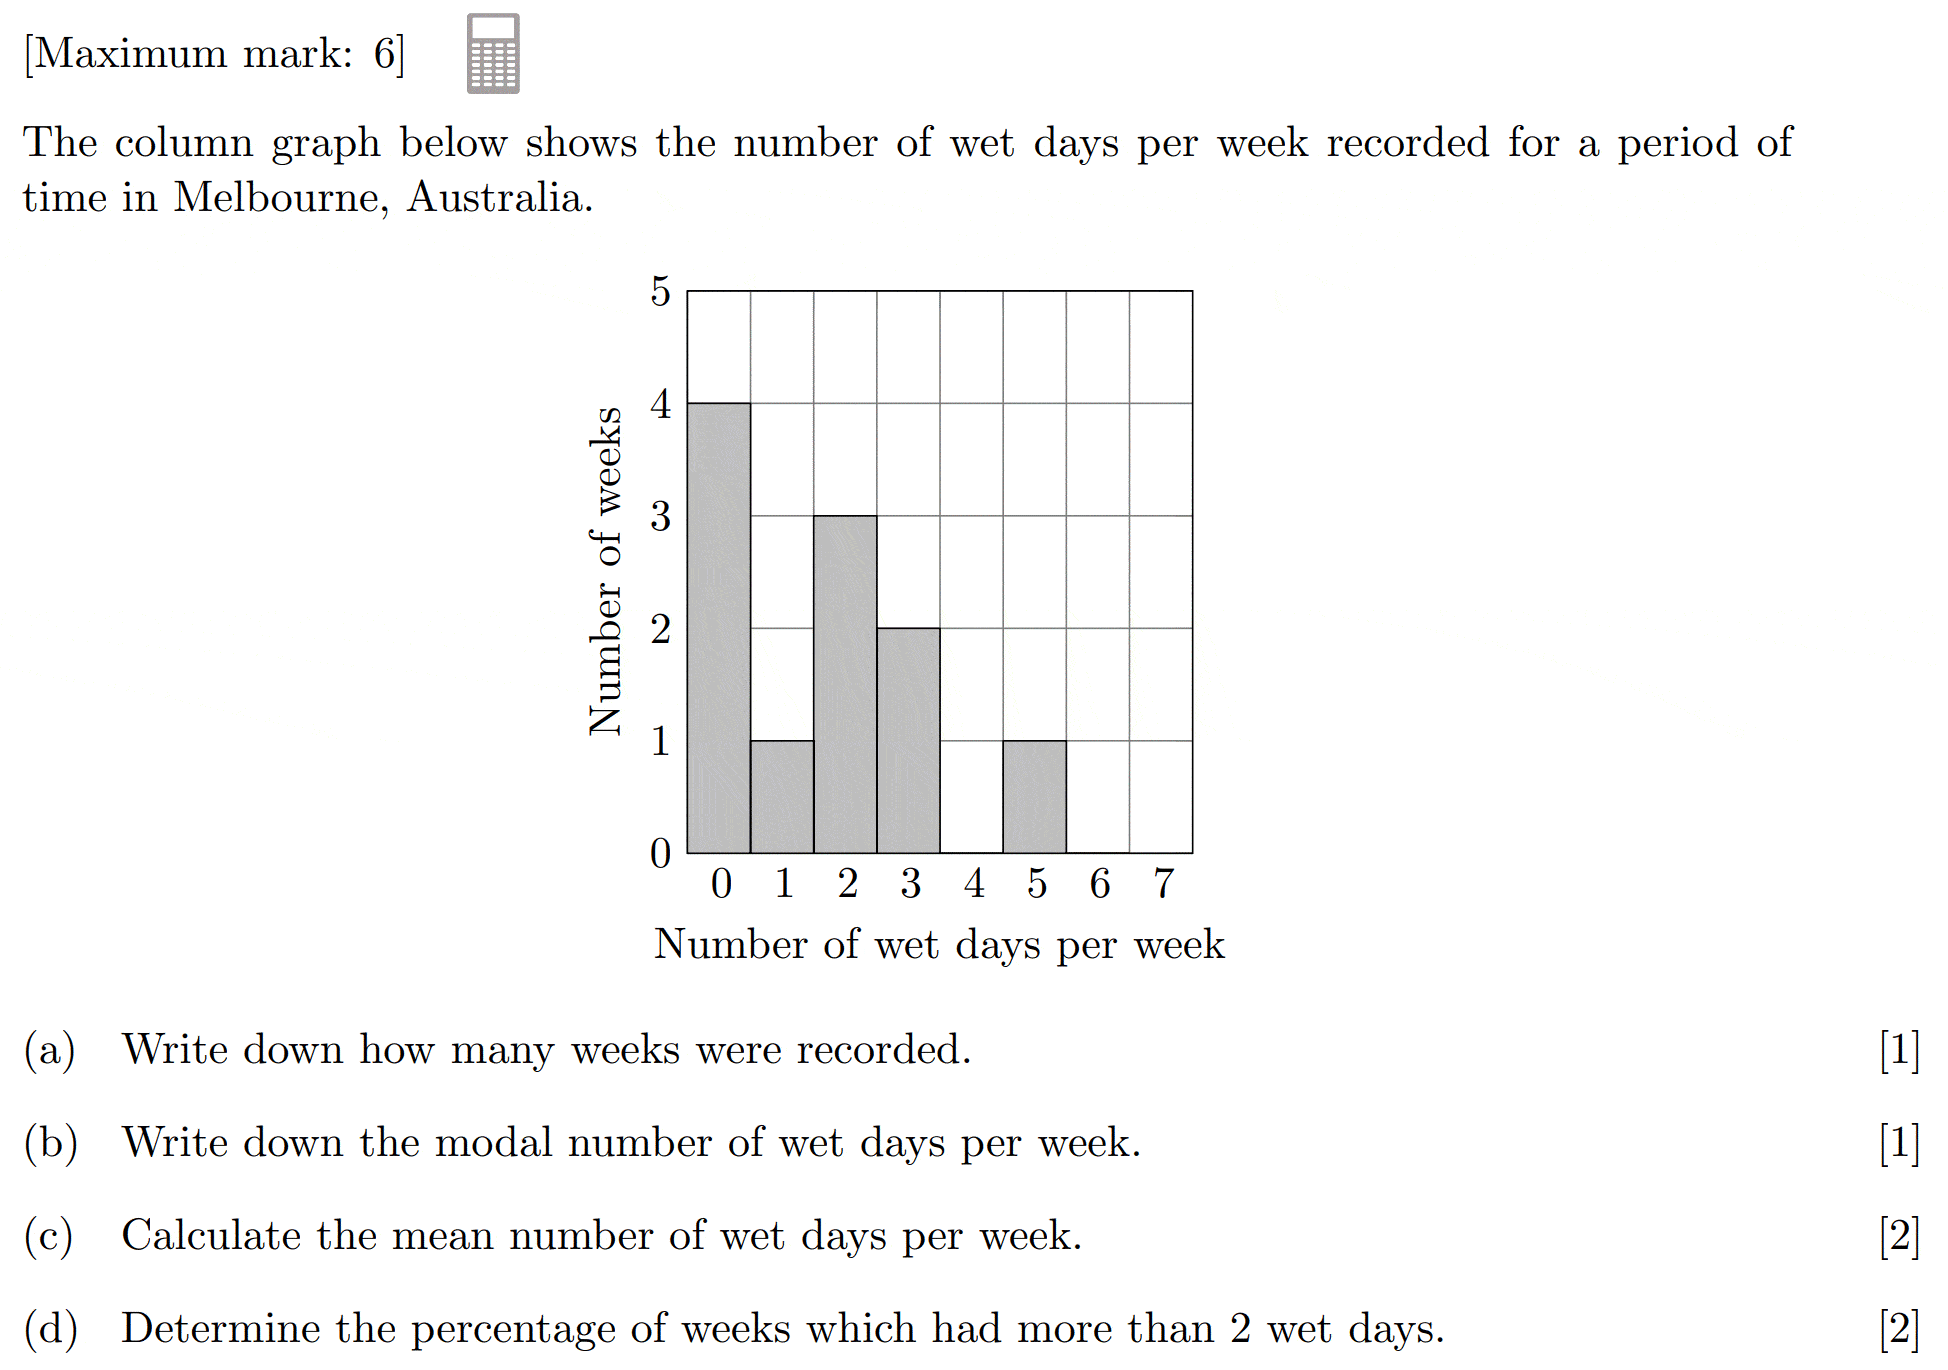 [Maximum mark: 6]
The column graph below shows the number of wet days per week recorded for a period of
time in Melbourne, Australia.
5
4
3
2
1
0
Number of weeks
0 1 2 3 4 5 6 7
Number of wet days per week
(a) Write down how many weeks were recorded. [1]
(b) Write down the modal number of wet days per week. [1]
(c) Calculate the mean number of wet days per week. [2]
(d) Determine the percentage of weeks which had more than 2 wet days. [2]